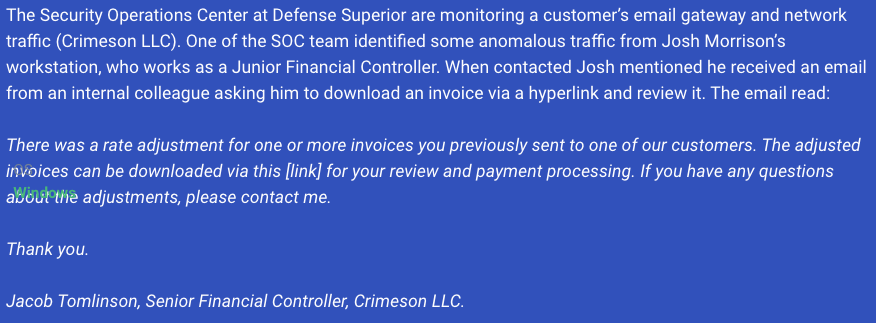 The Security Operations Center at Defense Superior are monitoring a customer's email gateway and network
traffic (Crimeson LLC). One of the SOC team identified some anomalous traffic from Josh Morrison's
workstation, who works as a Junior Financial Controller. When contacted Josh mentioned he received an email
from an internal colleague asking him to download an invoice via a hyperlink and review it. The email read:
There was a rate adjustment for one or more invoices you previously sent to one of our customers. The adjusted
invoices can be downloaded via this [link] for your review and payment processing. If you have any questions
OS
Windows
about the adjustments, please contact me.
Thank you.
Jacob Tomlinson, Senior Financial Controller, Crimeson LLC.